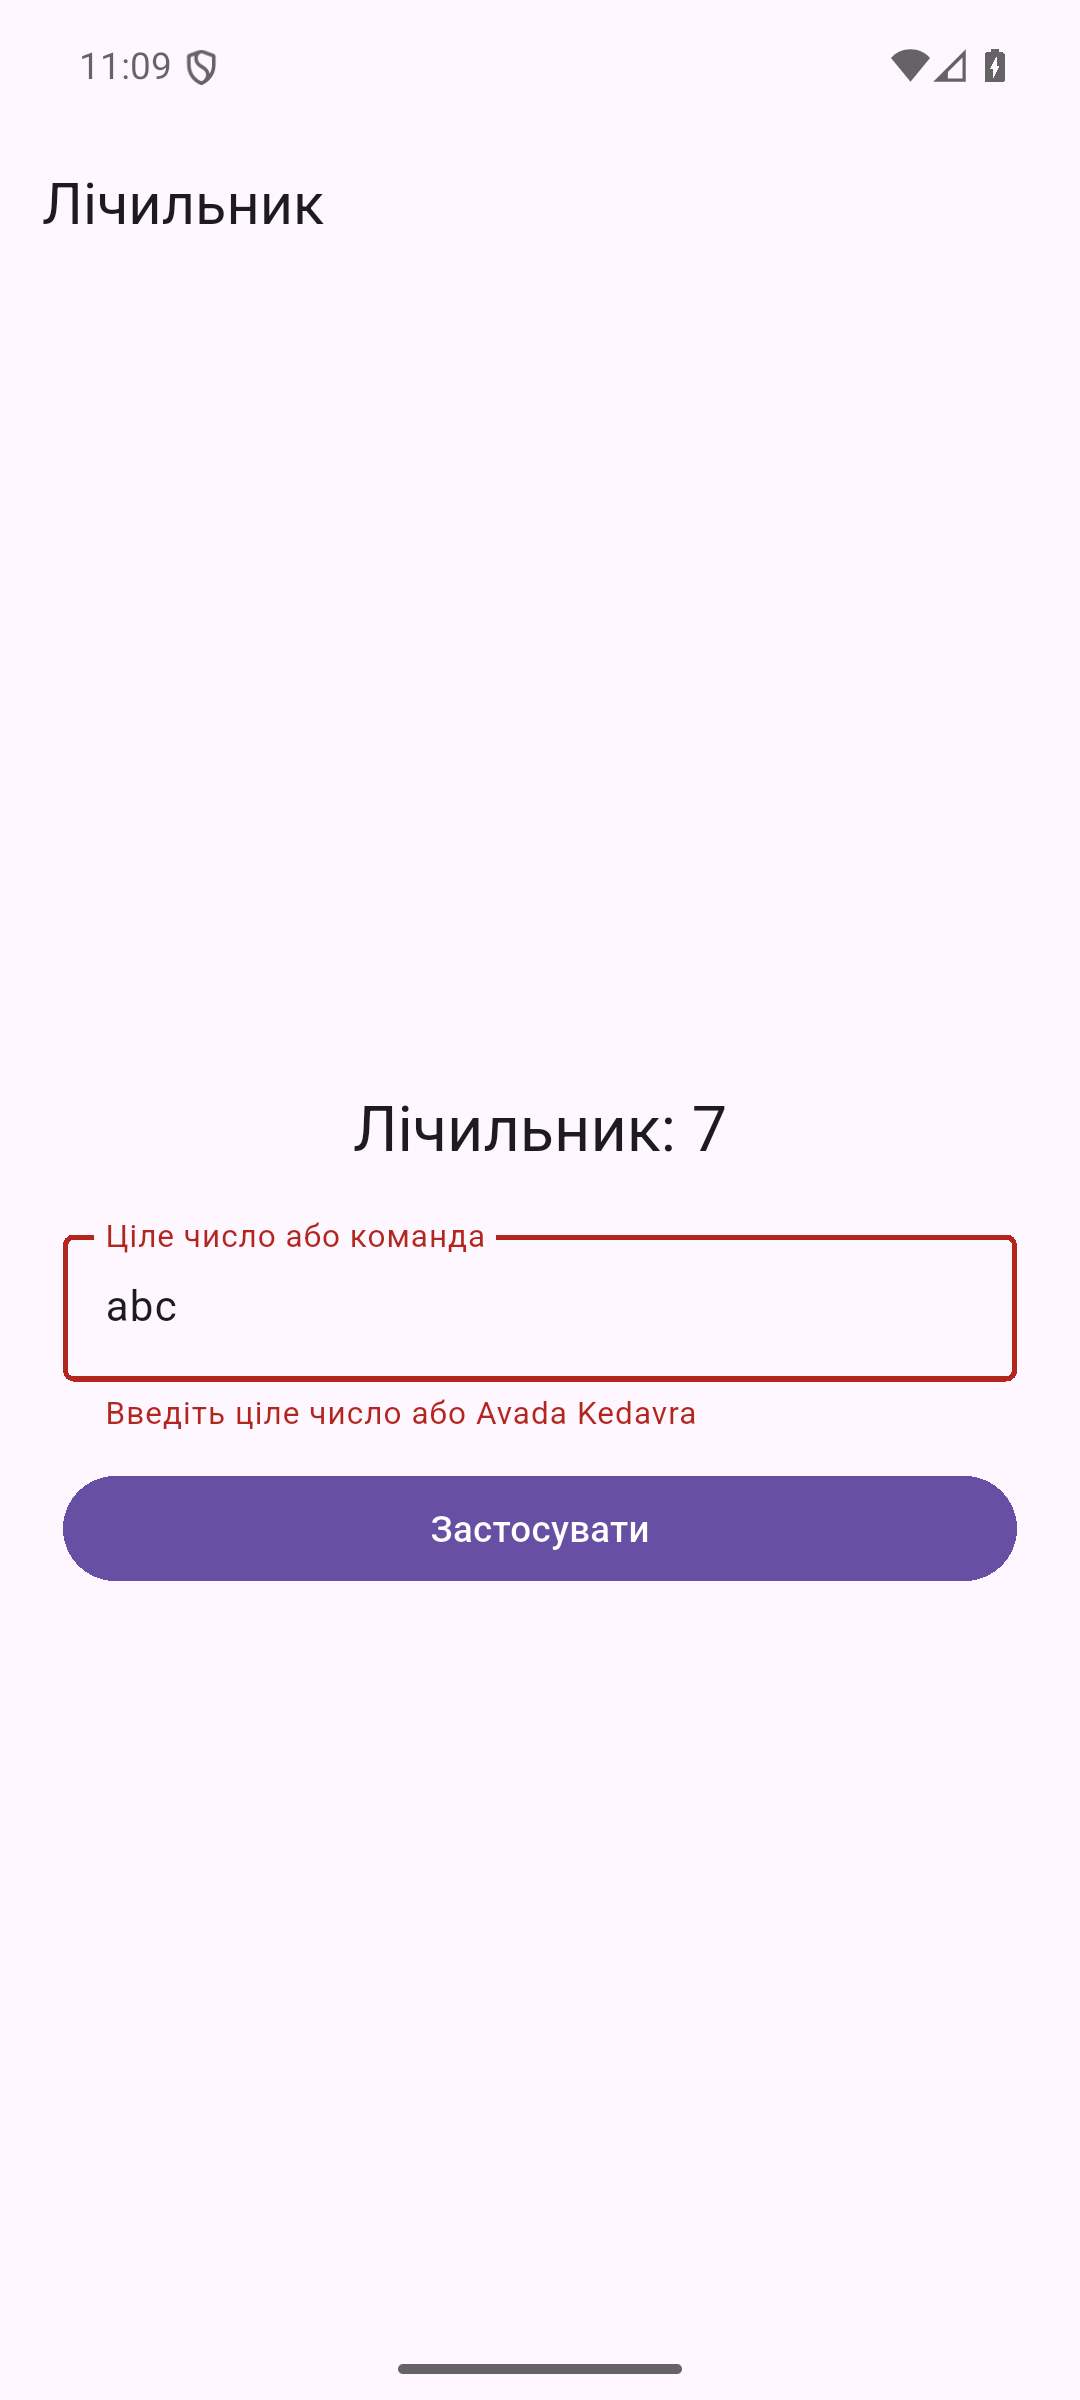 11:09
Лічильник
Лічильник: 7
Ціле число або команда
abc
Введіть ціле число або Avada Kedavra
Застосувати